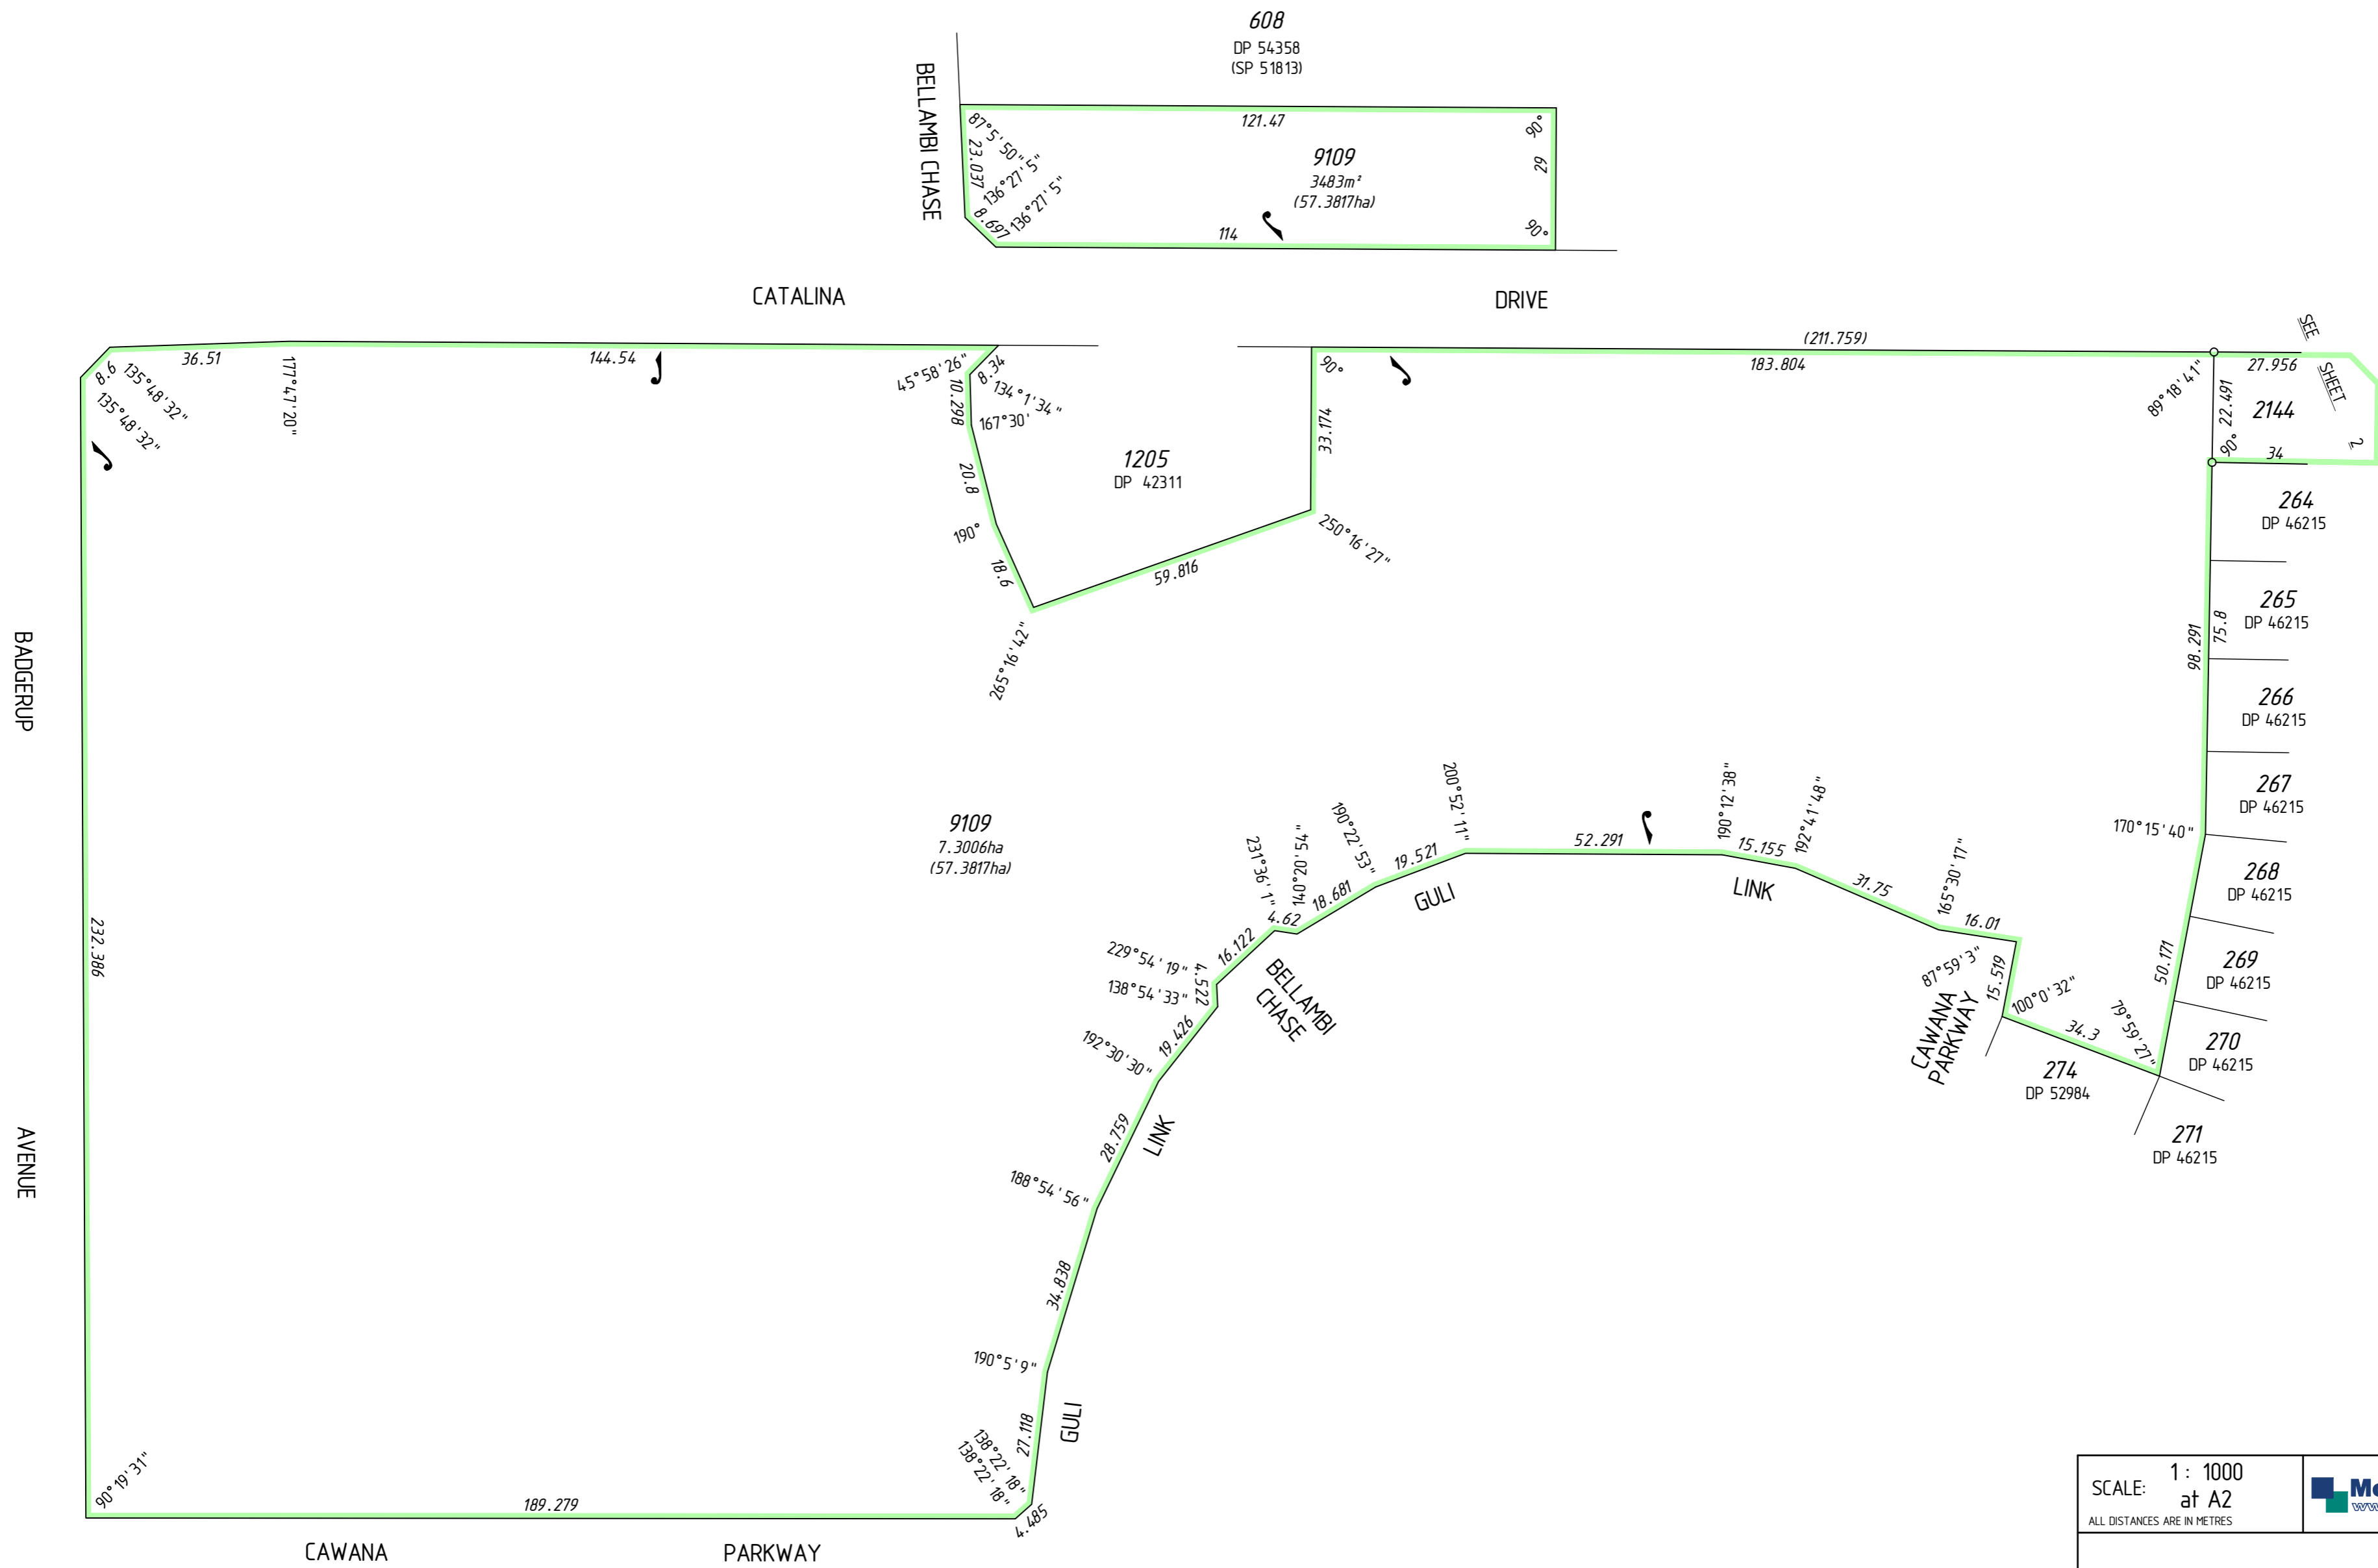 608
DP 54358
(SP 51813)
BELLAMBI CHASE
121.47
87°5'50"
23.037
136°27'5"
8.697
136°27'5"
90°
29
90°
9109
3483m²
(57.3817ha)
114
CATALINA
DRIVE
(211.759)
183.804
SEE
SHEET
2
27.956
89°18'41"
22.491
2144
90°
34
36.51
144.54
8.6
135°48'32"
135°48'32"
177°47'20"
45°58'26"
8.34
134°1'34"
10.298
167°30'
20.8
190°
18.6
265°16'42"
1205
DP 42311
90°
33.174
250°16'27"
59.816
264
DP 46215
265
DP 46215
98.291
75.8
266
DP 46215
267
DP 46215
170°15'40"
268
DP 46215
269
DP 46215
50.171
270
DP 46215
79°59'27"
271
DP 46215
274
DP 52984
34.3
100°0'32"
15.519
87°59'3"
CAWANA
PARKWAY
16.01
165°30'17"
31.75
192°41'48"
15.155
190°12'38"
LINK
52.291
200°52'11"
19.521
GULI
190°22'53"
18.681
140°20'54"
4.62
231°36'1"
16.122
229°54'19"
4.522
138°54'33"
BELLAMBI
CHASE
19.426
192°30'30"
28.759
LINK
188°54'56"
34.838
190°5'9"
27.118
GULI
138°22'18"
138°22'18"
4.485
9109
7.3006ha
(57.3817ha)
BADGERUP
AVENUE
232.386
90°19'31"
189.279
CAWANA
PARKWAY
SCALE:
1 : 1000
at A2
ALL DISTANCES ARE IN METRES